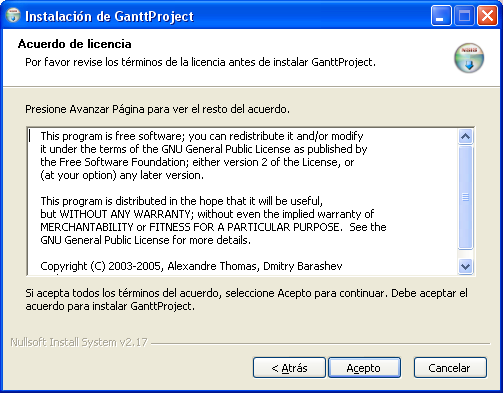 Instalación de GanttProject
Acuerdo de licencia
Por favor revise los términos de la licencia antes de instalar GanttProject.
Presione Avanzar Página para ver el resto del acuerdo.
This program is free software; you can redistribute it and/or modify
it under the terms of the GNU General Public License as published by
the Free Software Foundation; either version 2 of the License, or
(at your option) any later version.
This program is distributed in the hope that it will be useful,
but WITHOUT ANY WARRANTY; without even the implied warranty of
MERCHANTABILITY or FITNESS FOR A PARTICULAR PURPOSE.  See the
GNU General Public License for more details.
Copyright (C) 2003-2005, Alexandre Thomas, Dmitry Barashev
Si acepta todos los términos del acuerdo, seleccione Acepto para continuar. Debe aceptar el
acuerdo para instalar GanttProject.
Nullsoft Install System v2.17
< Atrás
Acepto
Cancelar